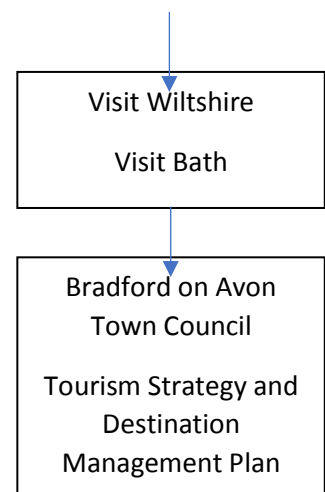 Visit Wiltshire
Visit Bath
Bradford on Avon
Town Council
Tourism Strategy and
Destination
Management Plan